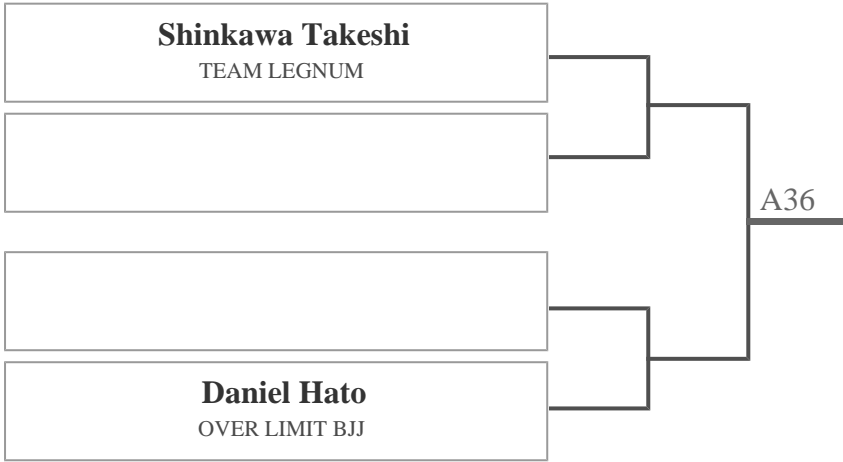 Shinkawa Takeshi
TEAM LEGNUM
A36
Daniel Hato
OVER LIMIT BJJ